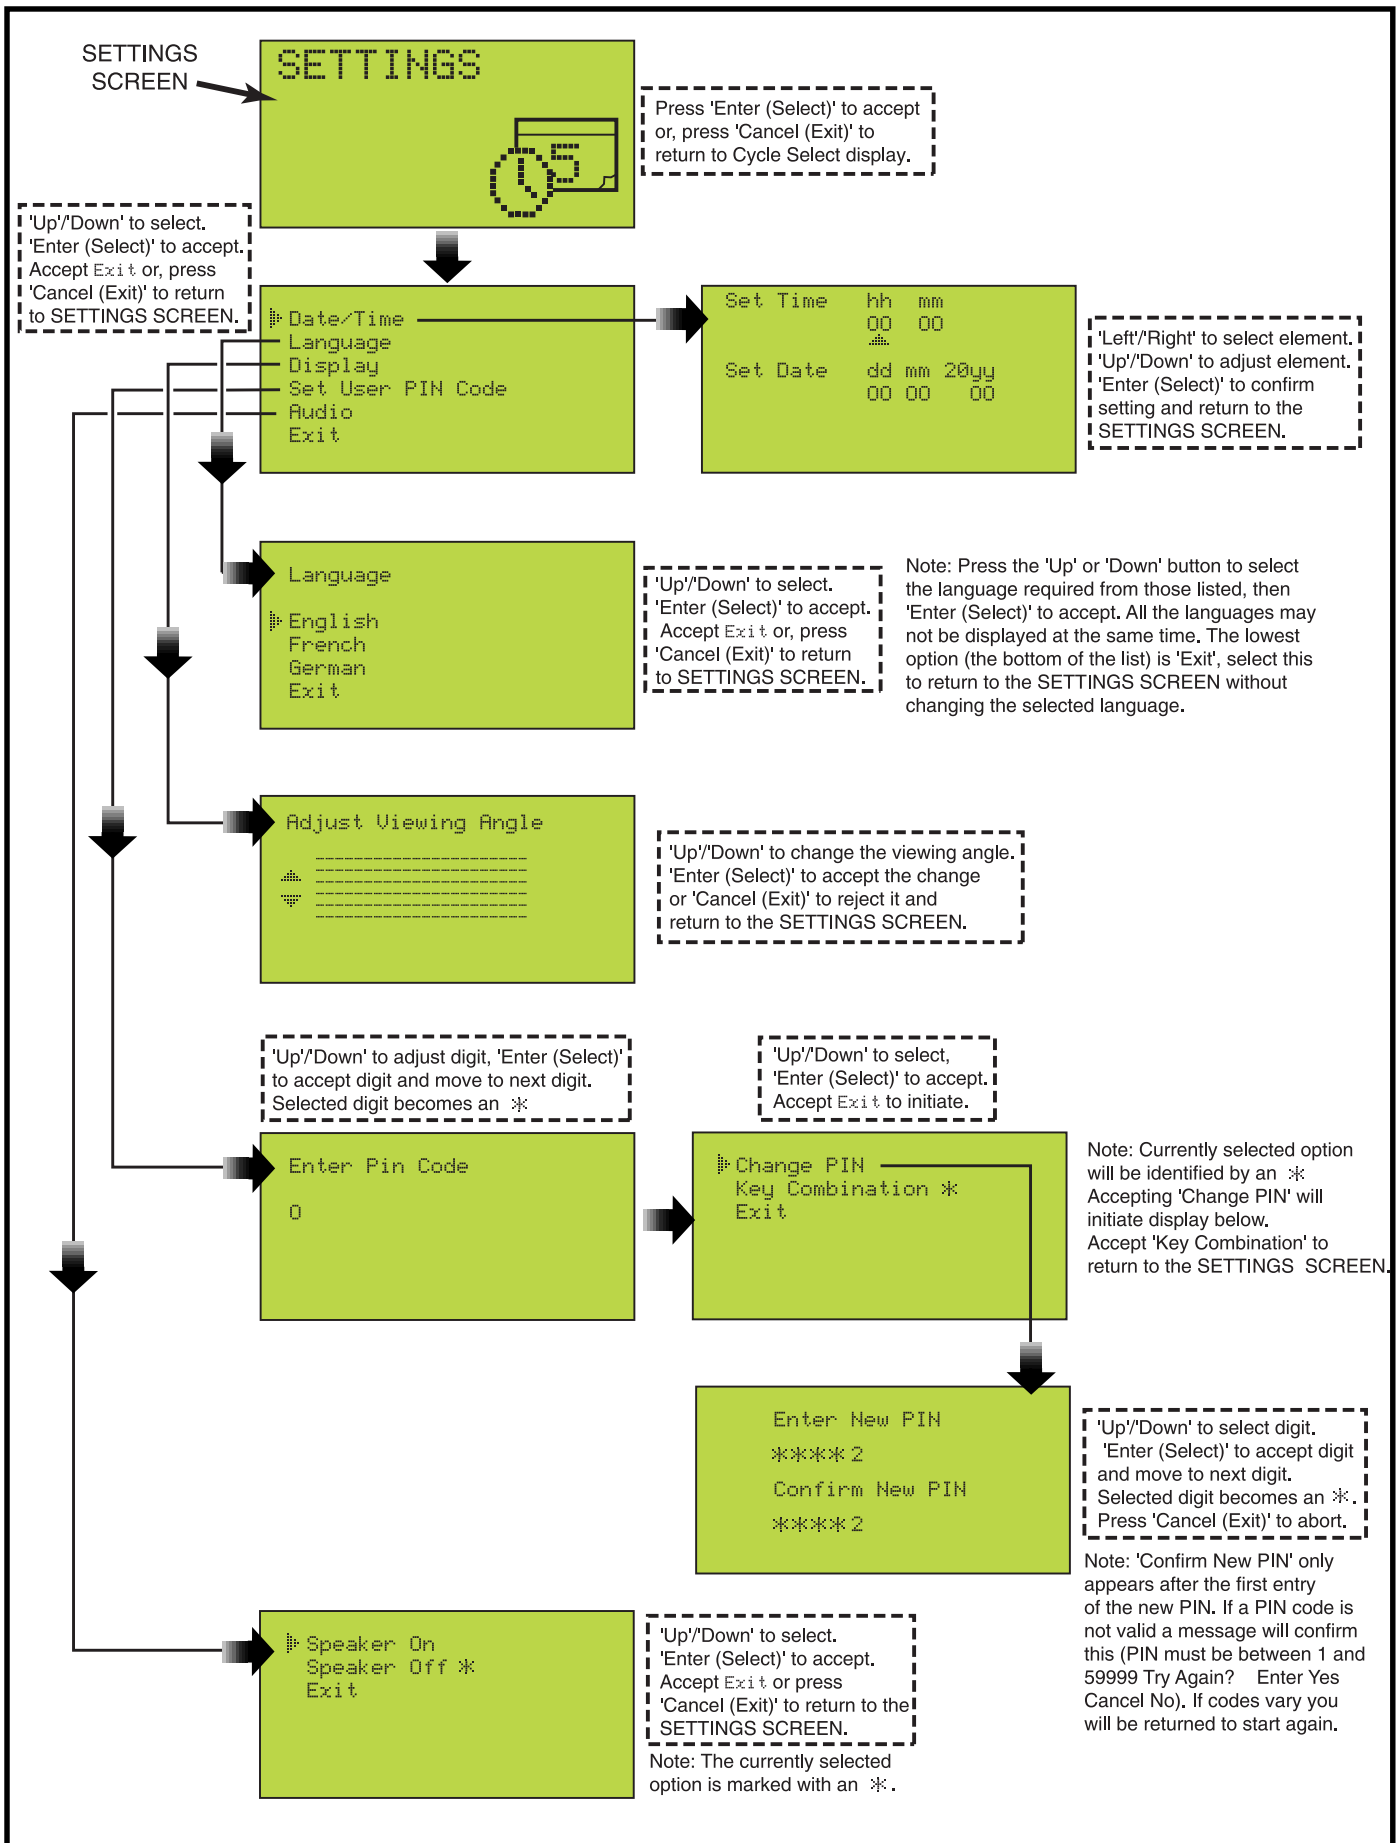 SETTINGS
SCREEN
SETTINGS
5
Press 'Enter (Select)' to accept
or, press 'Cancel (Exit)' to
return to Cycle Select display.
'Up'/'Down' to select.
'Enter (Select)' to accept.
Accept Exit or, press
'Cancel (Exit)' to return
to SETTINGS SCREEN.
Date/Time
Language
Display
Set User PIN Code
Audio
Exit
Set Time hh mm
00 00
Set Date dd mm 20yy
00 00 00
'Left'/'Right' to select element.
'Up'/'Down' to adjust element.
'Enter (Select)' to confirm
setting and return to the
SETTINGS SCREEN.
Language
English
French
German
Exit
'Up'/'Down' to select.
'Enter (Select)' to accept.
Accept Exit or, press
'Cancel (Exit)' to return
to SETTINGS SCREEN.
Note: Press the 'Up' or 'Down' button to select
the language required from those listed, then
'Enter (Select)' to accept. All the languages may
not be displayed at the same time. The lowest
option (the bottom of the list) is 'Exit', select this
to return to the SETTINGS SCREEN without
changing the selected language.
Adjust Viewing Angle
'Up'/'Down' to change the viewing angle.
'Enter (Select)' to accept the change
or 'Cancel (Exit)' to reject it and
return to the SETTINGS SCREEN.
'Up'/'Down' to adjust digit, 'Enter (Select)'
to accept digit and move to next digit.
Selected digit becomes an *
Enter Pin Code
0
'Up'/'Down' to select,
'Enter (Select)' to accept.
Accept Exit to initiate.
Change PIN
Key Combination *
Exit
Note: Currently selected option
will be identified by an *
Accepting 'Change PIN' will
initiate display below.
Accept 'Key Combination' to
return to the SETTINGS SCREEN.
Enter New PIN
****2
Confirm New PIN
****2
'Up'/'Down' to select digit.
'Enter (Select)' to accept digit
and move to next digit.
Selected digit becomes an *.
Press 'Cancel (Exit)' to abort.
Note: 'Confirm New PIN' only
appears after the first entry
of the new PIN. If a PIN code is
not valid a message will confirm
this (PIN must be between 1 and
59999 Try Again? Enter Yes
Cancel No). If codes vary you
will be returned to start again.
Speaker On
Speaker Off *
Exit
'Up'/'Down' to select.
'Enter (Select)' to accept.
Accept Exit or press
'Cancel (Exit)' to return to the
SETTINGS SCREEN.
Note: The currently selected
option is marked with an *.